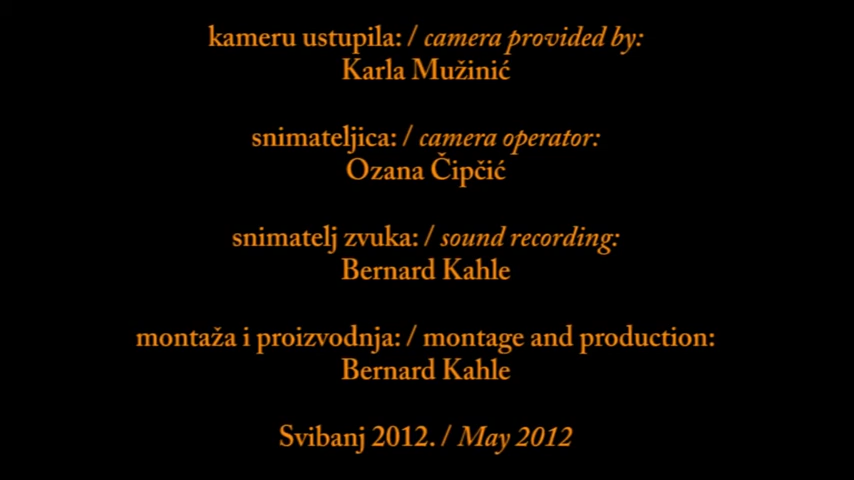 kameru ustupila: / camera provided by:
Karla Mužinić
snimateljica: / camera operator:
Ozana Čipčić
snimatelj zvuka: / sound recording:
Bernard Kahle
montaža i proizvodnja: / montage and production:
Bernard Kahle
Svibanj 2012. / May 2012